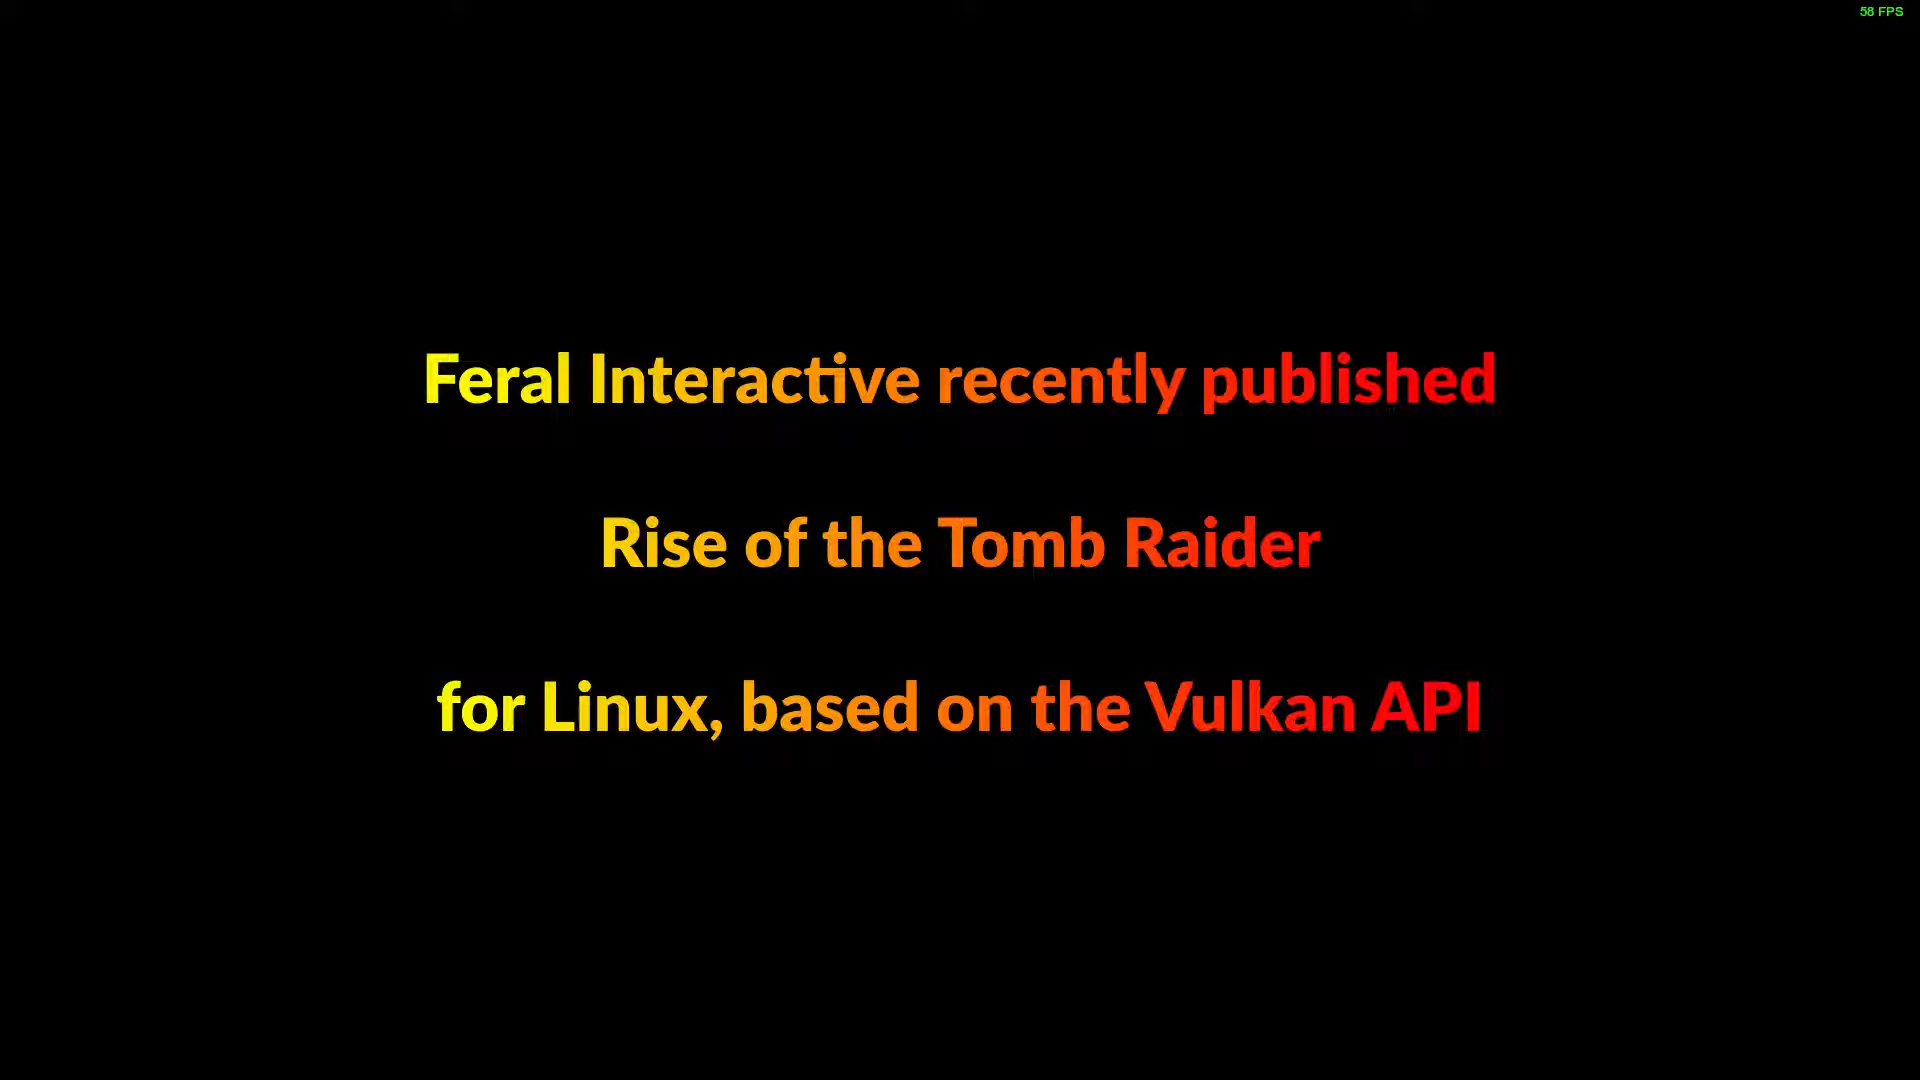 58 FPS
Feral Interactive recently published
Rise of the Tomb Raider
for Linux, based on the Vulkan API